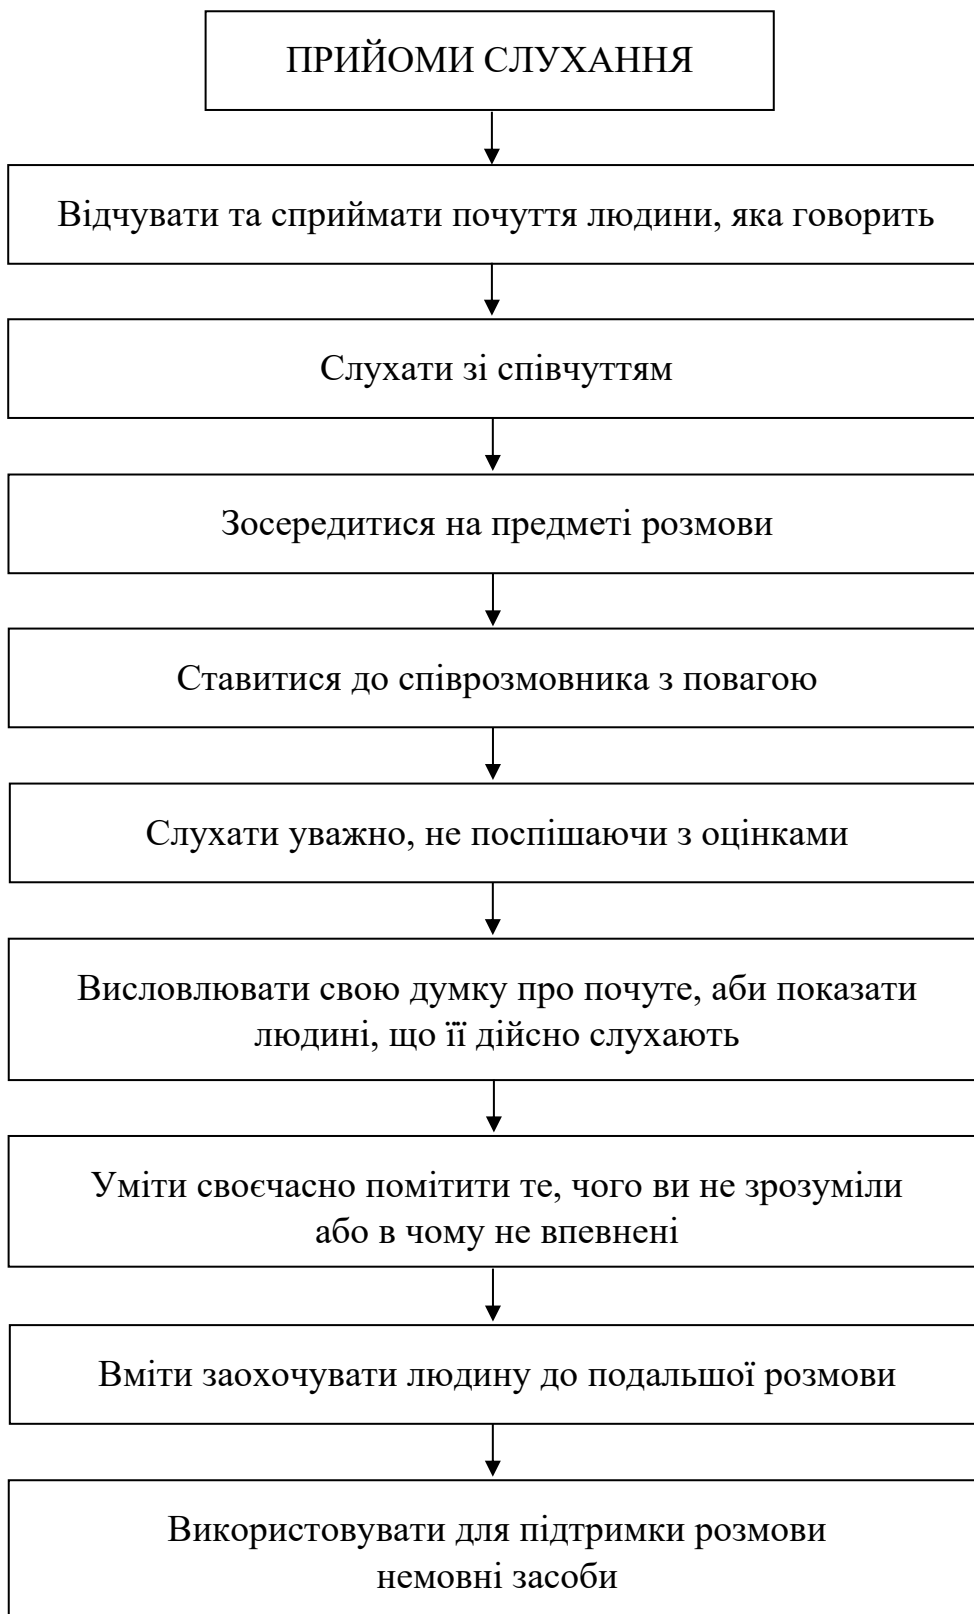 ПРИЙОМИ СЛУХАННЯ
Відчувати та сприймати почуття людини, яка говорить
Слухати зі співчуттям
Зосередитися на предметі розмови
Ставитися до співрозмовника з повагою
Слухати уважно, не поспішаючи з оцінками
Висловлювати свою думку про почуте, аби показати
людині, що її дійсно слухають
Уміти своєчасно помітити те, чого ви не зрозуміли
або в чому не впевнені
Вміти заохочувати людину до подальшої розмови
Використовувати для підтримки розмови
немовні засоби